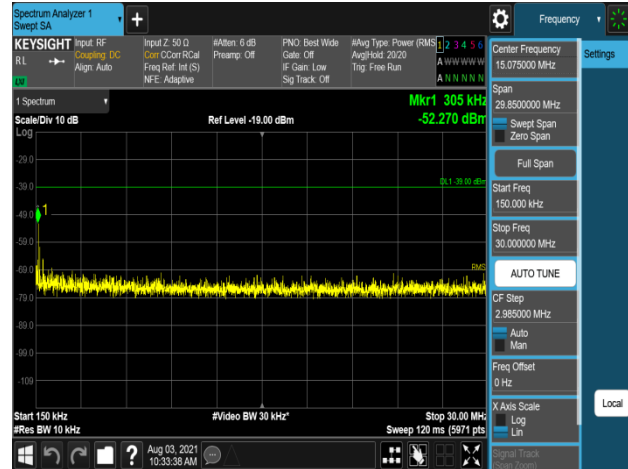 Spectrum Analyzer 1
Swept SA
+
Frequency
KEYSIGHT
RL
LW
Input: RF
Coupling: DC
Align: Auto
Input Z: 50 Ω
Corr CCorr RCal
Freq Ref: Int (S)
NFE: Adaptive
#Atten: 6 dB
Preamp: Off
PNO: Best Wide
Gate: Off
IF Gain: Low
Sig Track: Off
#Avg Type: Power (RMS
Avg|Hold: 20/20
Trig: Free Run
1 2 3 4 5 6
A W W W W W
A N N N N N
1 Spectrum
Scale/Div 10 dB
Log
Ref Level -19.00 dBm
Mkr1 305 kHz
-52.270 dBm
-29.0
-39.0
DL1 -39.00 dBm
-49.0
1
-59.0
-69.0
RMS
-79.0
-89.0
-99.0
-109
Start 150 kHz
#Res BW 10 kHz
#Video BW 30 kHz*
Stop 30.00 MHz
Sweep 120 ms (5971 pts
Center Frequency
15.075000 MHz
Span
29.8500000 MHz
Swept Span
Zero Span
Full Span
Start Freq
150.000 kHz
Stop Freq
30.000000 MHz
AUTO TUNE
CF Step
2.985000 MHz
Auto
Man
Freq Offset
0 Hz
X Axis Scale
Log
Lin
Signal Track
(Span Zoom)
Settings
Local
?
Aug 03, 2021
10:33:38 AM